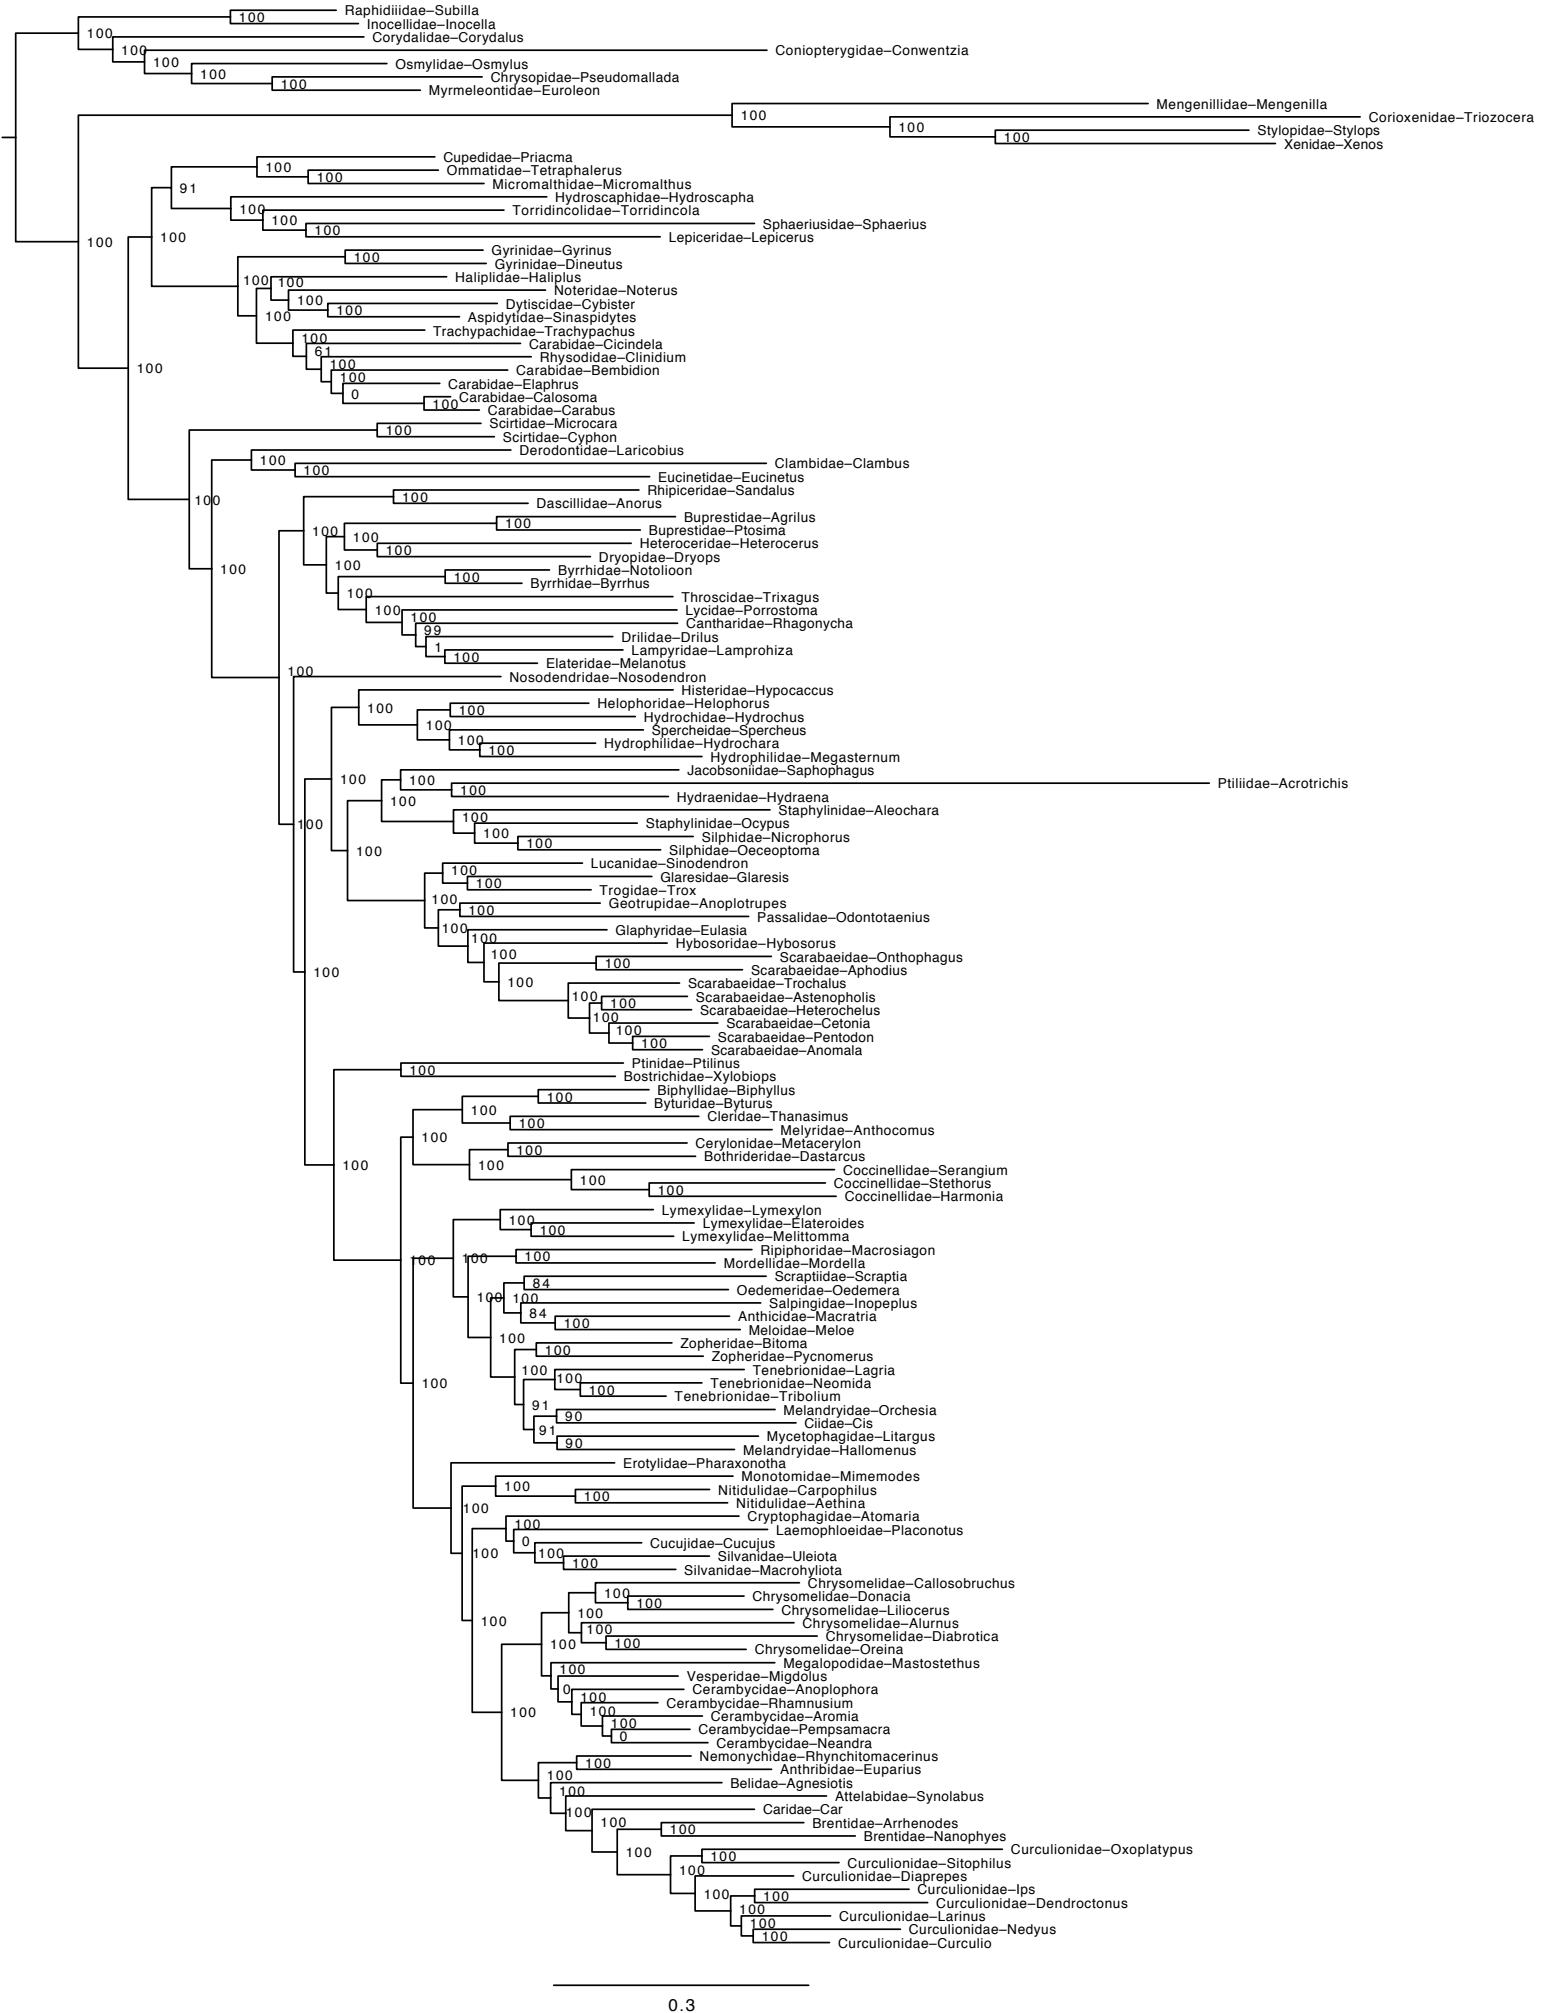 Raphidiidae–Subilla
100
Inocellidae–Inocella
100
Corydalidae–Corydalus
100
Coniopterygidae–Conwentzia
100
Osmylidae–Osmylus
100
Chrysopidae–Pseudomallada
100
Myrmeleontidae–Euroleon
Mengenillidae–Mengenilla
100
Corioxenidae–Triozocera
100
Stylopidae–Stylops
100
Xenidae–Xenos
Cupedidae–Priacma
100
Ommatidae–Tetraphalerus
100
Micromalthidae–Micromalthus
91
Hydroscaphidae–Hydroscapha
100
Torridincolidae–Torridincola
100
Sphaeriusidae–Sphaerius
100
Lepiceridae–Lepicerus
100
100
Gyrinidae–Gyrinus
100
Gyrinidae–Dineutus
Haliplidae–Haliplus
100
100
Noteridae–Noterus
100
Dytiscidae–Cybister
100
Aspidytidae–Sinaspidytes
100
Trachypachidae–Trachypachus
100
Carabidae–Cicindela
61
Rhysodidae–Clinidium
100
Carabidae–Bembidion
100
Carabidae–Elaphrus
0
Carabidae–Calosoma
100
Carabidae–Carabus
100
Scirtidae–Microcara
100
Scirtidae–Cyphon
Derodontidae–Laricobius
100
Clambidae–Clambus
100
Eucinetidae–Eucinetus
Rhipiceridae–Sandalus
100
100
Dascillidae–Anorus
Buprestidae–Agrilus
100
Buprestidae–Ptosima
100
100
Heteroceridae–Heterocerus
100
Dryopidae–Dryops
100
100
Byrrhidae–Notolioon
100
Byrrhidae–Byrrhus
100
Throscidae–Trixagus
100
Lycidae–Porrostoma
100
Cantharidae–Rhagonycha
99
Drilidae–Drilus
1
Lampyridae–Lamprohiza
100
Elateridae–Melanotus
100
Nosodendridae–Nosodendron
Histeridae–Hypocaccus
100
Helophoridae–Helophorus
100
Hydrochidae–Hydrochus
100
Spercheidae–Spercheus
100
Hydrophilidae–Hydrochara
100
Hydrophilidae–Megasternum
Jacobsoniidae–Saphophagus
100
100
Ptiliidae–Acrotrichis
100
Hydraenidae–Hydraena
100
Staphylinidae–Aleochara
100
Staphylinidae–Ocypus
100
100
Silphidae–Nicrophorus
100
Silphidae–Oeceoptoma
100
Lucanidae–Sinodendron
100
Glaresidae–Glaresis
100
Trogidae–Trox
100
Geotrupidae–Anoplotrupes
100
Passalidae–Odontotaenius
100
Glaphyridae–Eulasia
100
Hybosoridae–Hybosorus
100
Scarabaeidae–Onthophagus
100
Scarabaeidae–Aphodius
100
100
Scarabaeidae–Trochalus
100
Scarabaeidae–Astenopholis
100
Scarabaeidae–Heterochelus
100
Scarabaeidae–Cetonia
100
Scarabaeidae–Pentodon
100
Scarabaeidae–Anomala
Ptinidae–Ptilinus
100
Bostrichidae–Xylobiops
Biphyllidae–Biphyllus
100
Byturidae–Byturus
100
Cleridae–Thanasimus
100
Melyridae–Anthocomus
100
Cerylonidae–Metacerylon
100
Bothrideridae–Dastarcus
100
100
Coccinellidae–Serangium
100
Coccinellidae–Stethorus
100
Coccinellidae–Harmonia
Lymexylidae–Lymexylon
100
Lymexylidae–Elateroides
100
Lymexylidae–Melittomma
Ripiphoridae–Macrosiagon
100
100
100
Mordellidae–Mordella
Scraptiidae–Scraptia
84
Oedemeridae–Oedemera
100
100
Salpingidae–Inopeplus
84
Anthicidae–Macratria
100
Meloidae–Meloe
100
Zopheridae–Bitoma
100
Zopheridae–Pycnomerus
100
Tenebrionidae–Lagria
100
100
Tenebrionidae–Neomida
100
Tenebrionidae–Tribolium
91
Melandryidae–Orchesia
90
Ciidae–Cis
91
Mycetophagidae–Litargus
90
Melandryidae–Hallomenus
Erotylidae–Pharaxonotha
Monotomidae–Mimemodes
100
Nitidulidae–Carpophilus
100
Nitidulidae–Aethina
100
Cryptophagidae–Atomaria
100
Laemophloeidae–Placonotus
0
Cucujidae–Cucujus
100
100
Silvanidae–Uleiota
100
Silvanidae–Macrohyliota
Chrysomelidae–Callosobruchus
100
Chrysomelidae–Donacia
100
Chrysomelidae–Liliocerus
100
100
Chrysomelidae–Alurnus
100
Chrysomelidae–Diabrotica
100
100
Chrysomelidae–Oreina
Megalopodidae–Mastostethus
100
Vesperidae–Migdolus
0
Cerambycidae–Anoplophora
100
Cerambycidae–Rhamnusium
100
100
Cerambycidae–Aromia
100
Cerambycidae–Pempsamacra
0
Cerambycidae–Neandra
Nemonychidae–Rhynchitomacerinus
100
Anthribidae–Euparius
100
Belidae–Agnesiotis
100
Attelabidae–Synolabus
100
Caridae–Car
100
Brentidae–Arrhenodes
100
Brentidae–Nanophyes
100
Curculionidae–Oxoplatypus
100
Curculionidae–Sitophilus
100
Curculionidae–Diaprepes
100
Curculionidae–Ips
100
Curculionidae–Dendroctonus
100
Curculionidae–Larinus
100
Curculionidae–Nedyus
100
Curculionidae–Curculio
0.3